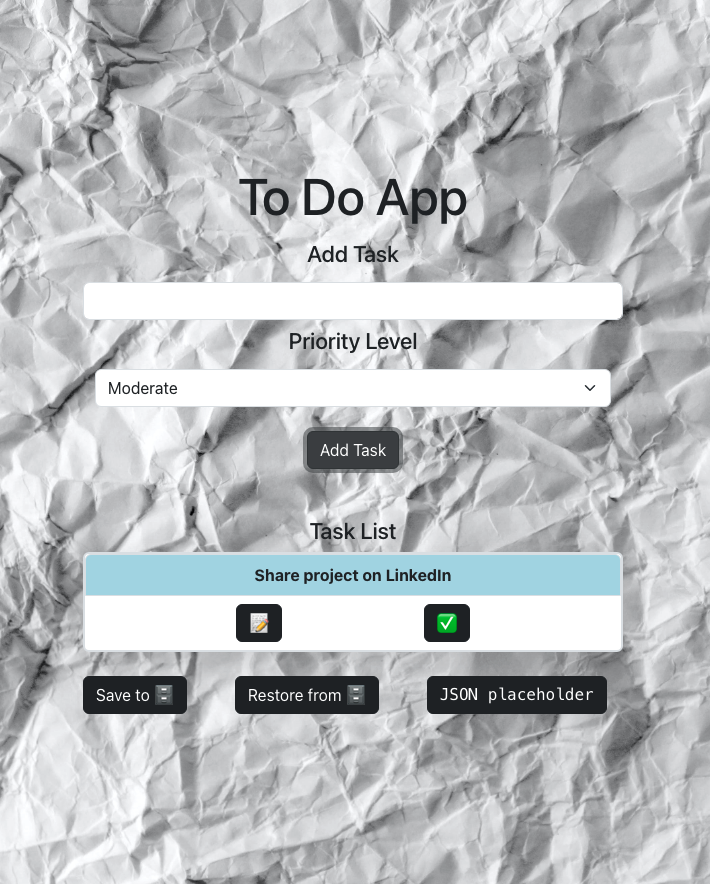 To Do App
Add Task
Priority Level
Moderate
Add Task
Task List
Share project on LinkedIn
Save to
Restore from
JSON placeholder